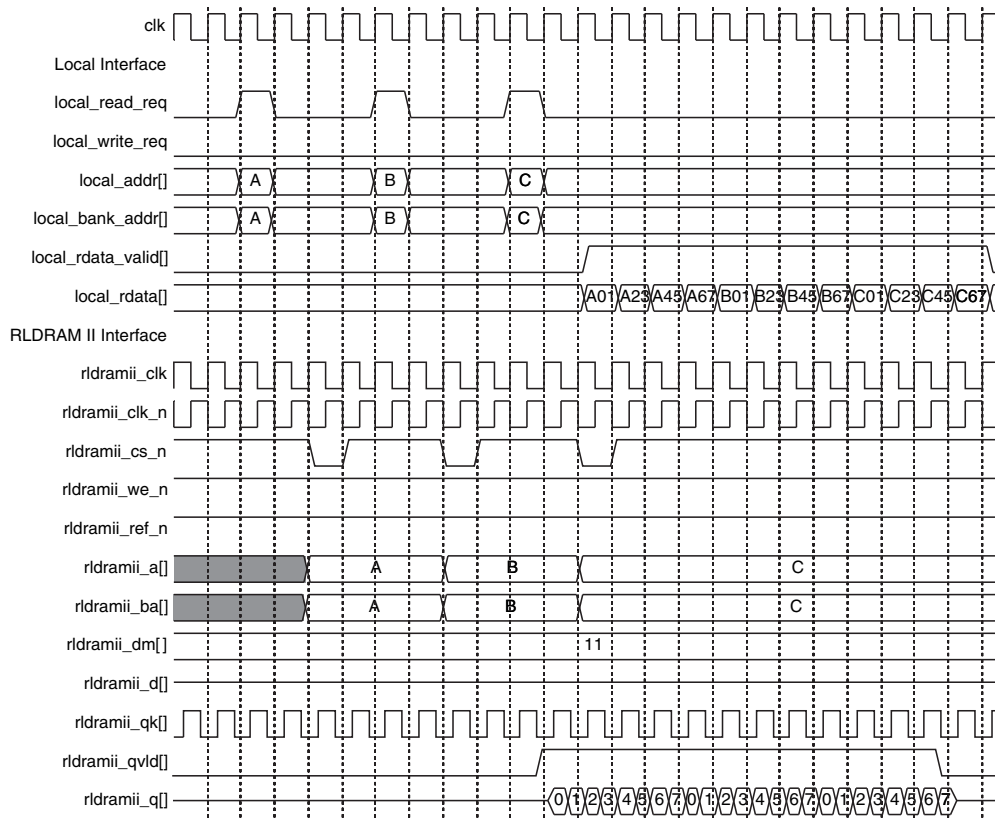 clk
Local Interface
local_read_req
local_write_req
local_addr[] A B C
local_bank_addr[] A B C
local_rdata_valid[]
local_rdata[] A01 A23 A45 A67 B01 B23 B45 B67 C01 C23 C45 C67
RLDRAM II Interface
rldramii_clk
rldramii_clk_n
rldramii_cs_n
rldramii_we_n
rldramii_ref_n
rldramii_a[] A B C
rldramii_ba[] A B C
rldramii_dm[] 11
rldramii_d[]
rldramii_qk[]
rldramii_qvld[]
rldramii_q[] 0 1 2 3 4 5 6 7 0 1 2 3 4 5 6 7 0 1 2 3 4 5 6 7